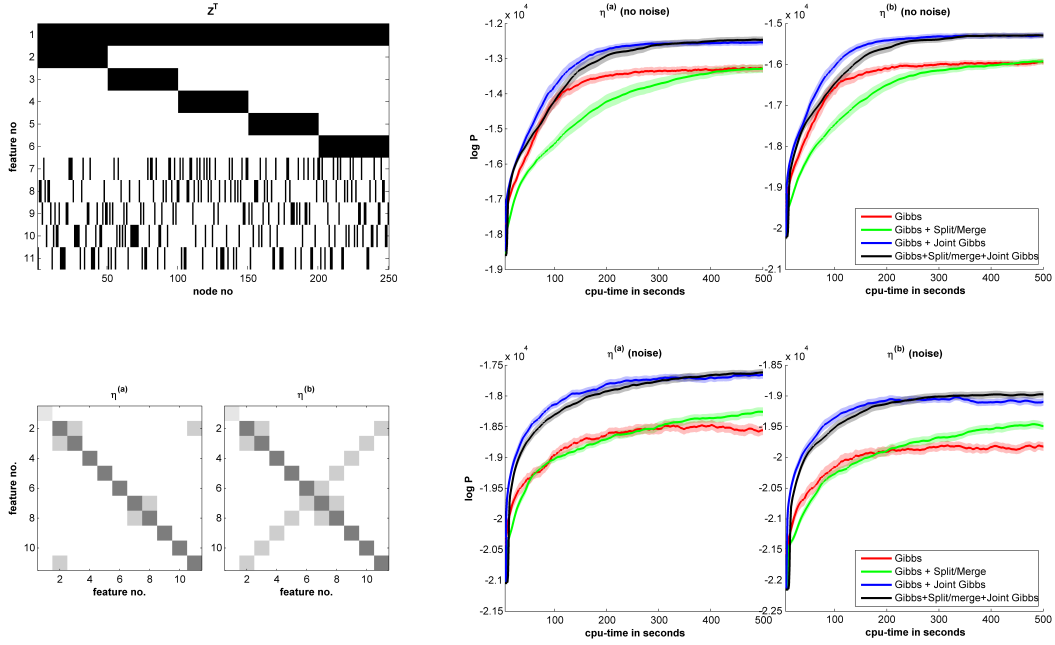 Z^T
1
2
3
4
5
6
7
8
9
10
11
feature no
50
100
150
200
250
node no
η^(a) (no noise)
x 10^4
-1.2
-1.3
-1.4
-1.5
-1.6
-1.7
-1.8
-1.9
log P
100
200
300
400
500
cpu-time in seconds
η^(b) (no noise)
x 10^4
-1.5
-1.6
-1.7
-1.8
-1.9
-2
-2.1
Gibbs
Gibbs + Split/Merge
Gibbs + Joint Gibbs
Gibbs+Split/merge+Joint Gibbs
100
200
300
400
500
cpu-time in seconds
η^(a)
2
4
6
8
10
feature no.
2
4
6
8
10
feature no.
η^(b)
2
4
6
8
10
feature no.
η^(a) (noise)
x 10^4
-1.75
-1.8
-1.85
-1.9
-1.95
-2
-2.05
-2.1
-2.15
log P
100
200
300
400
500
cpu-time in seconds
η^(b) (noise)
x 10^4
-1.85
-1.9
-1.95
-2
-2.05
-2.1
-2.15
-2.2
-2.25
Gibbs
Gibbs + Split/Merge
Gibbs + Joint Gibbs
Gibbs+Split/merge+Joint Gibbs
100
200
300
400
500
cpu-time in seconds